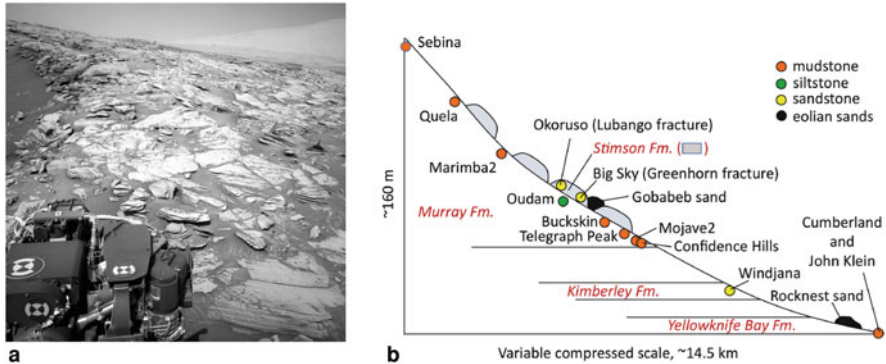 a
b
Sebina
Quela
Marimba2
Okoruso (Lubango fracture)
Stimson Fm. ( )
Big Sky (Greenhorn fracture)
Gobabeb sand
Oudam
Murray Fm.
Buckskin
Telegraph Peak
Mojave2
Confidence Hills
Windjana
Kimberley Fm.
Rocknest sand
Yellowknife Bay Fm.
Cumberland
and
John Klein
mudstone
siltstone
sandstone
eolian sands
~160 m
Variable compressed scale, ~14.5 km